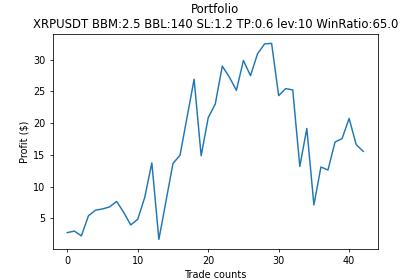 Portfolio
XRPUSDT BBM:2.5 BBL:140 SL:1.2 TP:0.6 lev:10 WinRatio:65.0
Profit ($)
30
25
20
15
10
5
0 10 20 30 40
Trade counts